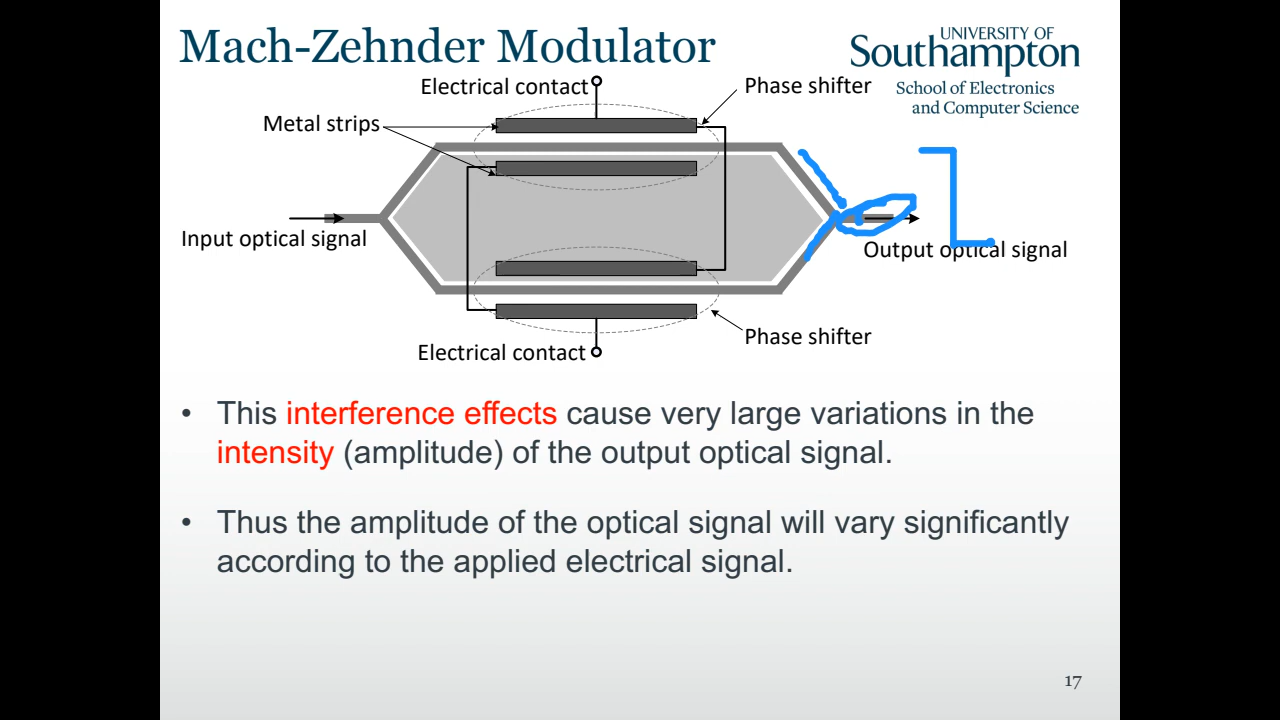 Mach-Zehnder Modulator
UNIVERSITY OF
Southampton
School of Electronics
and Computer Science
Electrical contact
Phase shifter
Metal strips
Input optical signal
Output optical signal
Phase shifter
Electrical contact
• This interference effects cause very large variations in the
intensity (amplitude) of the output optical signal.
• Thus the amplitude of the optical signal will vary significantly
according to the applied electrical signal.
17